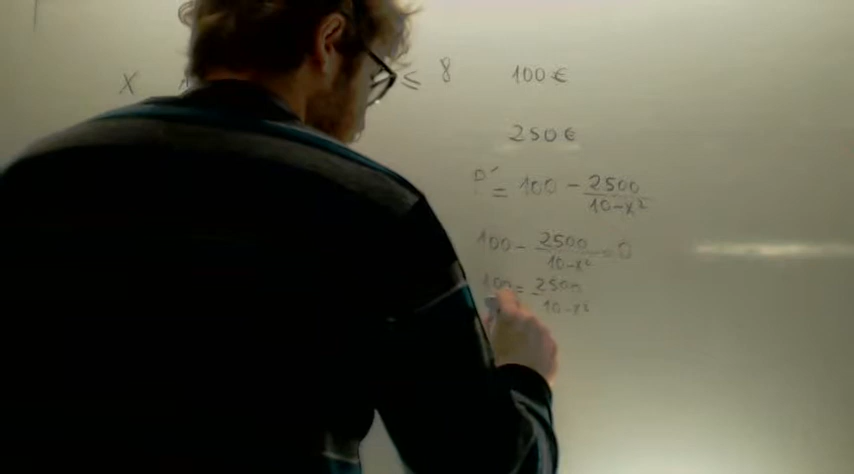 X ≤ 8 100 €
250 €
= 100 - 2500 / 10-x²
100 - 2500 / 10-x² = 0
100 = 2500 / 10-x²